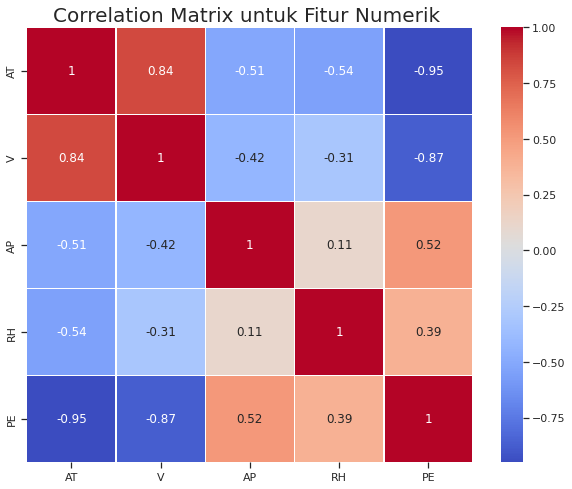 Correlation Matrix untuk Fitur Numerik
AT 1 0.84 -0.51 -0.54 -0.95
V 0.84 1 -0.42 -0.31 -0.87
AP -0.51 -0.42 1 0.11 0.52
RH -0.54 -0.31 0.11 1 0.39
PE -0.95 -0.87 0.52 0.39 1
AT V AP RH PE
1.00
0.75
0.50
0.25
0.00
−0.25
−0.50
−0.75